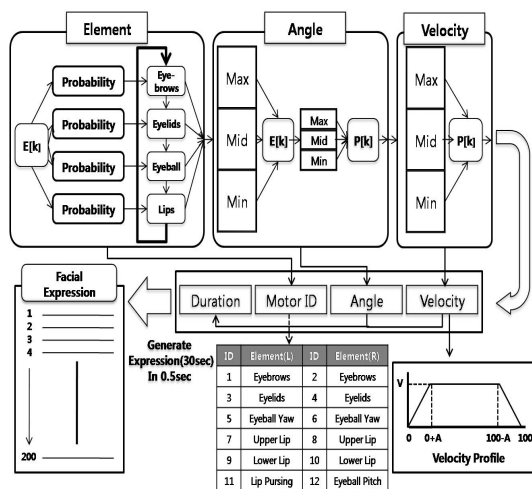 Element
Angle
Velocity
E[k]
Probability
Probability
Probability
Probability
Eye-
brows
Eyelids
Eyeball
Lips
Max
Mid
Min
E[k]
Max
Mid
Min
P[k]
Max
Mid
Min
P[k]
Facial
Expression
1
2
3
4
200
Generate
Expression(30sec)
In 0.5sec
Duration
Motor ID
Angle
Velocity
ID Element(L) ID Element(R)
1 Eyebrows 2 Eyebrows
3 Eyelids 4 Eyelids
5 Eyeball Yaw 6 Eyeball Yaw
7 Upper Lip 8 Upper Lip
9 Lower Lip 10 Lower Lip
11 Lip Pursing 12 Eyeball Pitch
V
0 0+A 100-A 100
Velocity Profile